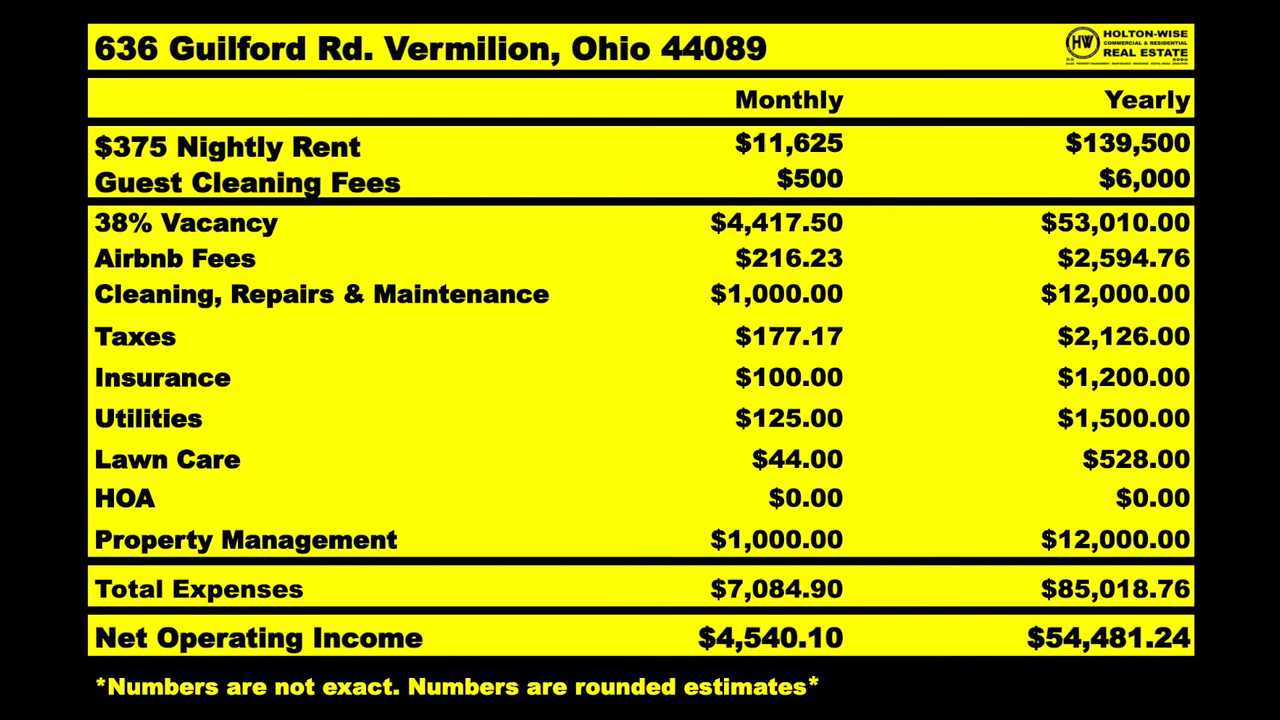 636 Guilford Rd. Vermilion, Ohio 44089
HW HOLTON-WISE
COMMERCIAL & RESIDENTIAL
REAL ESTATE
Monthly Yearly
$375 Nightly Rent $11,625 $139,500
Guest Cleaning Fees $500 $6,000
38% Vacancy $4,417.50 $53,010.00
Airbnb Fees $216.23 $2,594.76
Cleaning, Repairs & Maintenance $1,000.00 $12,000.00
Taxes $177.17 $2,126.00
Insurance $100.00 $1,200.00
Utilities $125.00 $1,500.00
Lawn Care $44.00 $528.00
HOA $0.00 $0.00
Property Management $1,000.00 $12,000.00
Total Expenses $7,084.90 $85,018.76
Net Operating Income $4,540.10 $54,481.24
*Numbers are not exact. Numbers are rounded estimates*